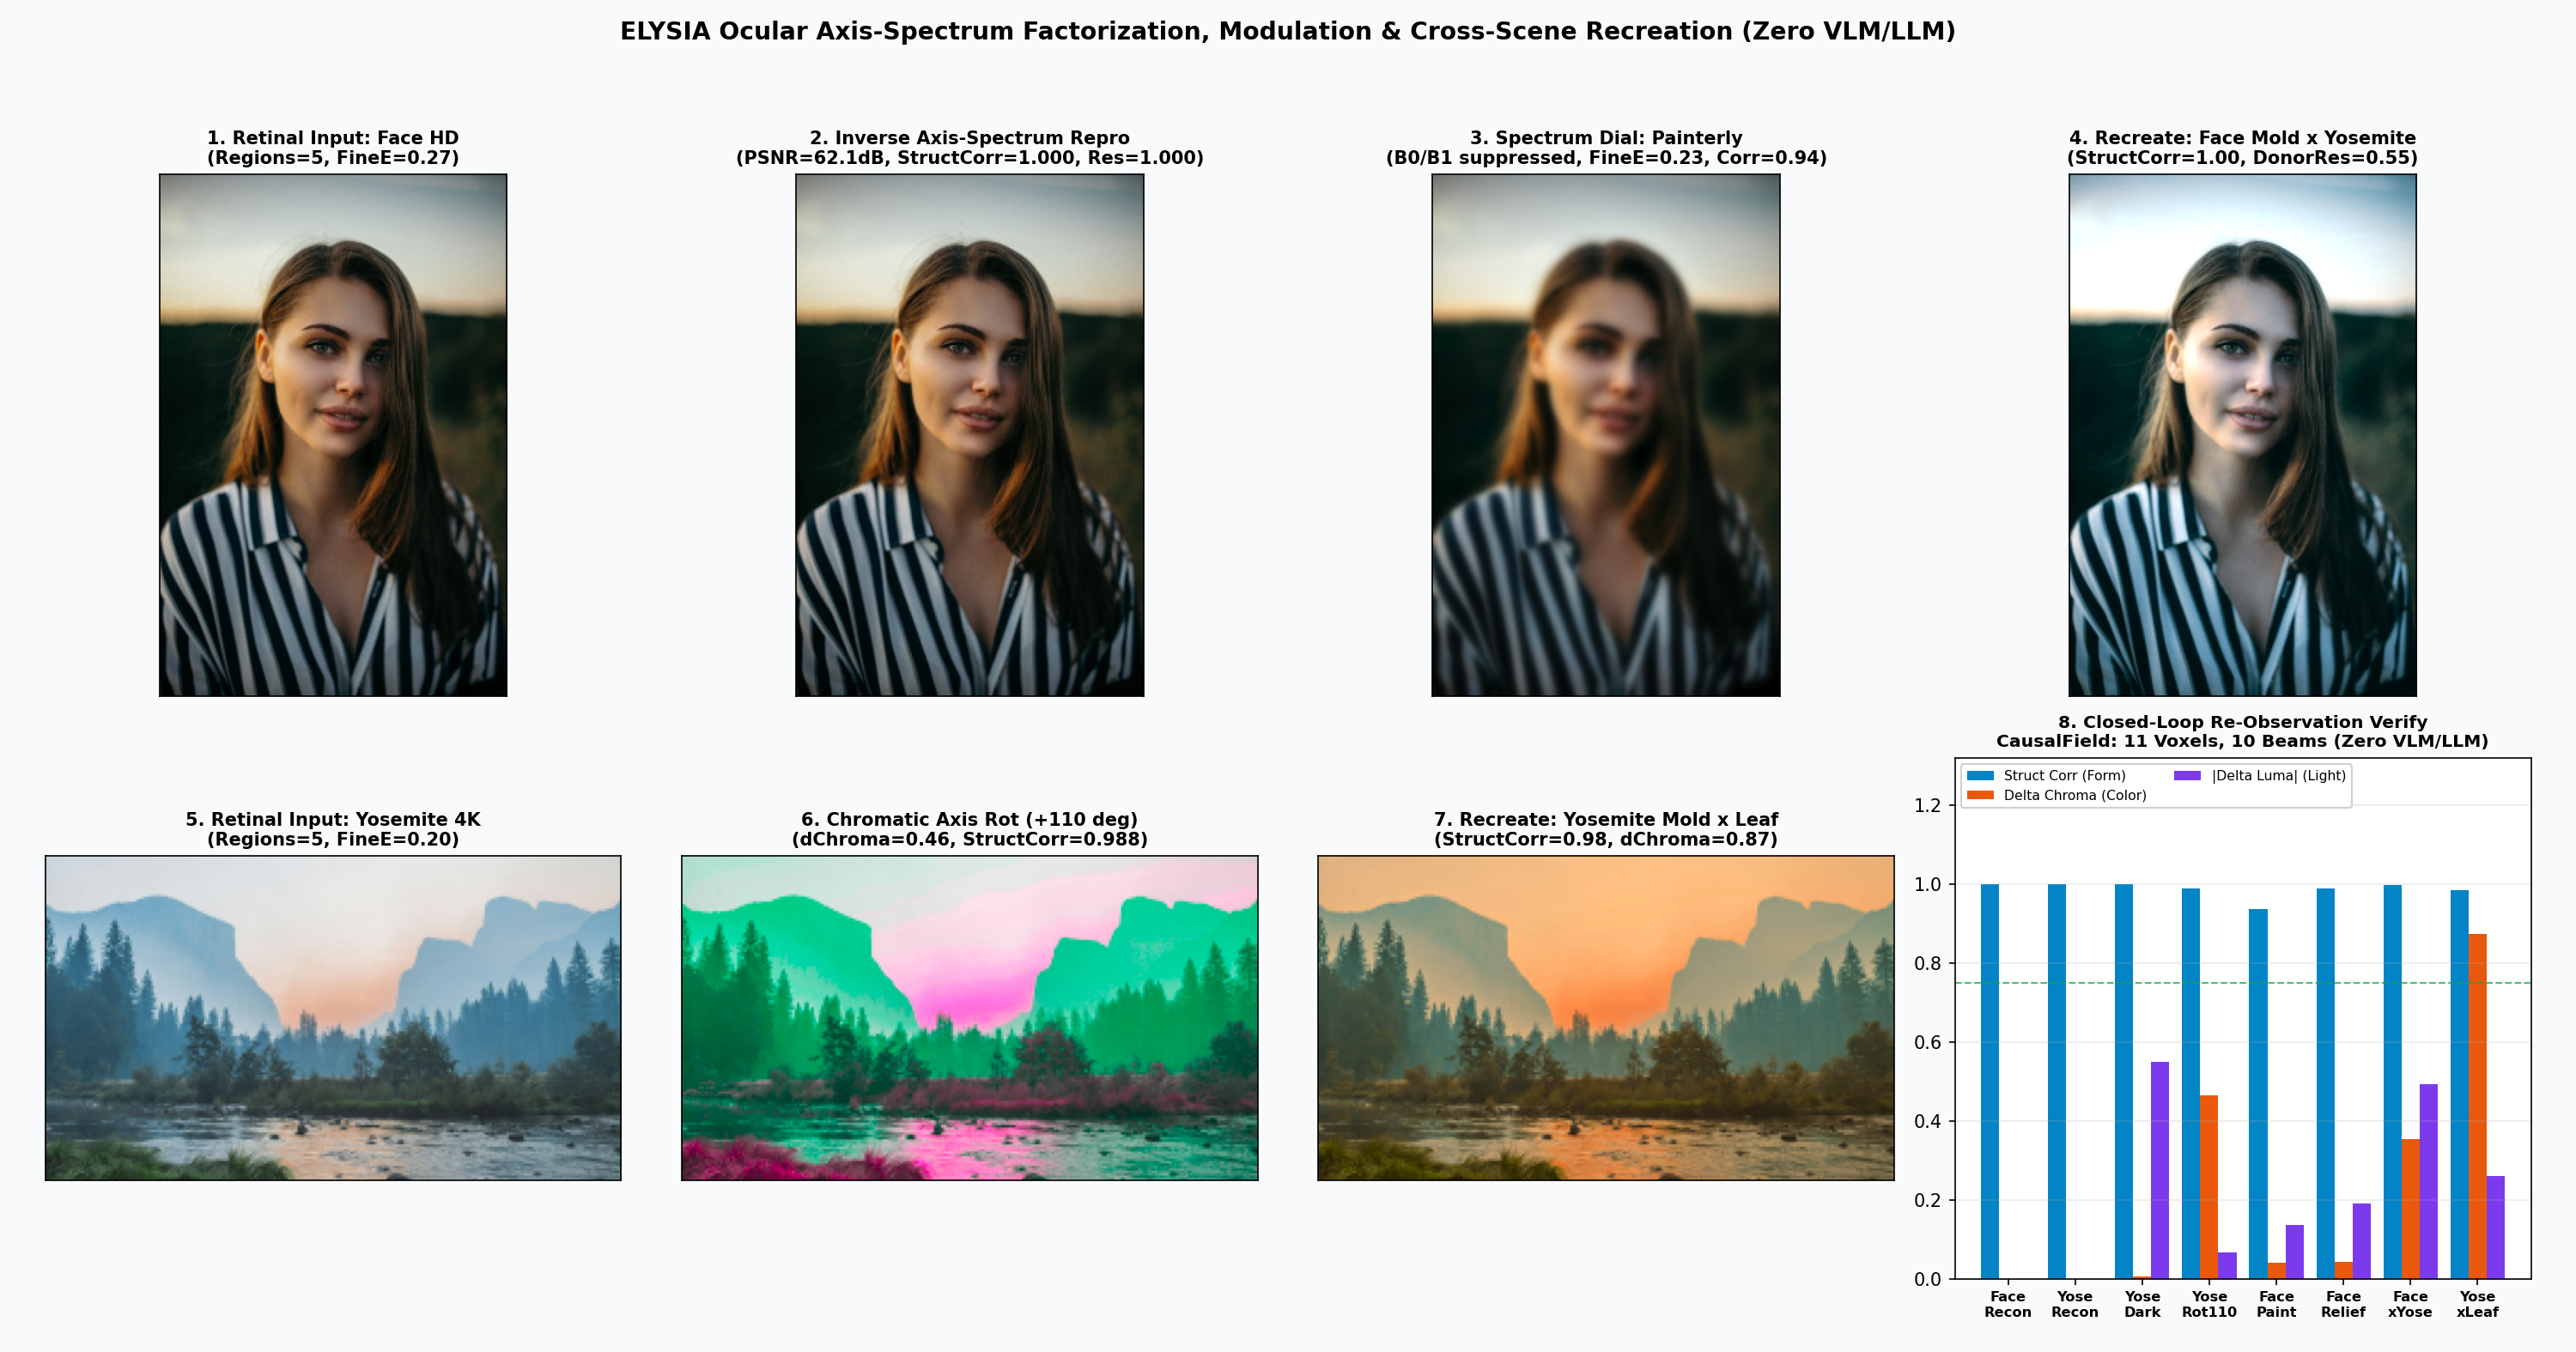 ELYSIA Ocular Axis-Spectrum Factorization, Modulation & Cross-Scene Recreation (Zero VLM/LLM)
1. Retinal Input: Face HD
(Regions=5, FineE=0.27)
2. Inverse Axis-Spectrum Repro
(PSNR=62.1dB, StructCorr=1.000, Res=1.000)
3. Spectrum Dial: Painterly
(B0/B1 suppressed, FineE=0.23, Corr=0.94)
4. Recreate: Face Mold x Yosemite
(StructCorr=1.00, DonorRes=0.55)
5. Retinal Input: Yosemite 4K
(Regions=5, FineE=0.20)
6. Chromatic Axis Rot (+110 deg)
(dChroma=0.46, StructCorr=0.988)
7. Recreate: Yosemite Mold x Leaf
(StructCorr=0.98, dChroma=0.87)
8. Closed-Loop Re-Observation Verify
CausalField: 11 Voxels, 10 Beams (Zero VLM/LLM)
Struct Corr (Form)
Delta Chroma (Color)
|Delta Luma| (Light)
1.2
1.0
0.8
0.6
0.4
0.2
0.0
Face
Recon
Yose
Recon
Yose
Dark
Yose
Rot110
Face
Paint
Face
Relief
Face
xYose
Yose
xLeaf